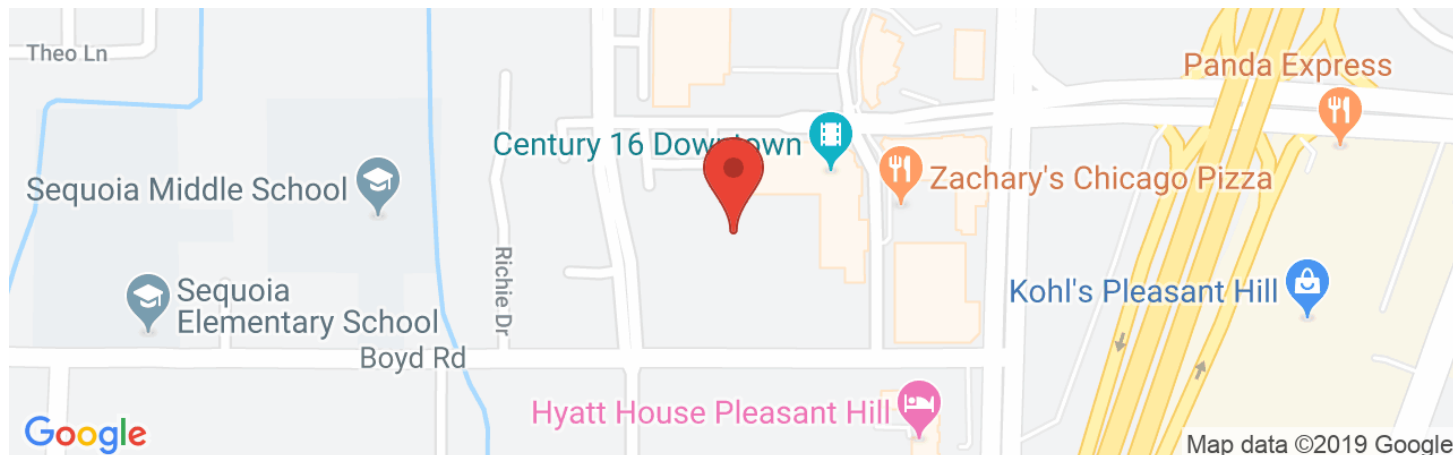 Theo Ln
Panda Express
Century 16 Downtown
Zachary's Chicago Pizza
Sequoia Middle School
Richie Dr
Kohl's Pleasant Hill
Sequoia
Elementary School
Boyd Rd
Hyatt House Pleasant Hill
Google
Map data ©2019 Google